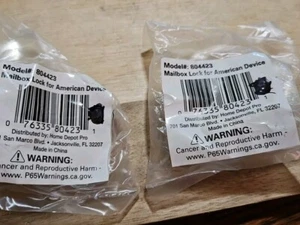 Model#: 804423
Mailbox Lock for American Device
0 76335 80423 1
Distributed by: Home Depot Pro
San Marco Blvd. • Jacksonville, FL 32207
Made in China
WARNING:
Cancer and Reproductive Harm -
www.P65Warnings.ca.gov.
Model#: 804423
Mailbox Lock for American Device
0 76335 80423
Distributed by: Home Depot Pro
San Marco Blvd. • Jacksonville, FL 32207
Made in China
WARNING:
Cancer and Reproductive Harm -
www.P65Warnings.ca.gov.